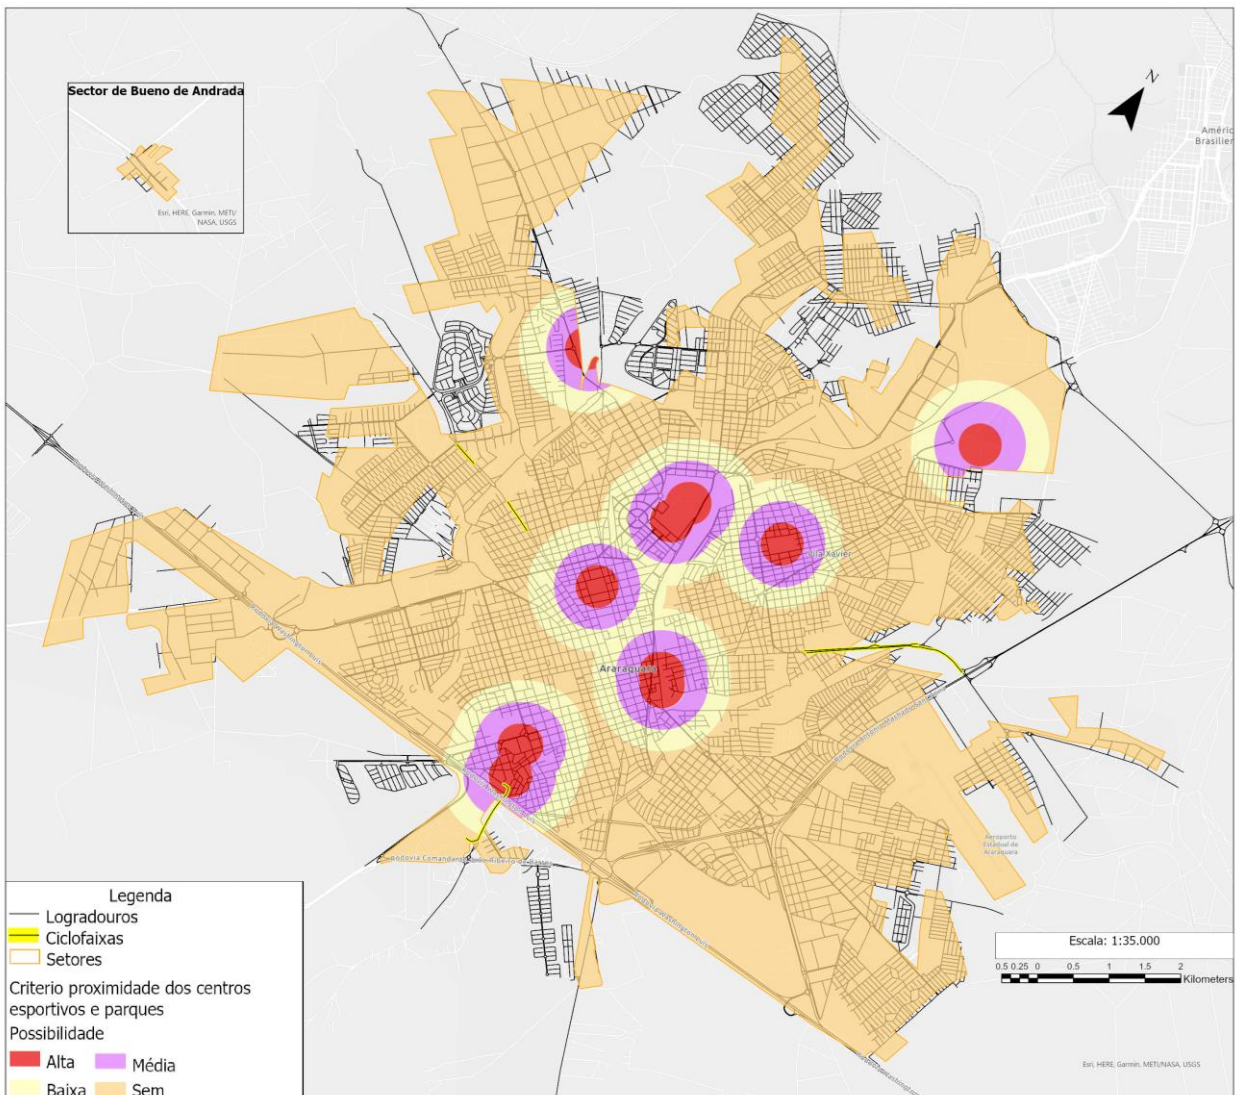 Sector de Bueno de Andrada
Esri, HERE, Garmin, METI/
NASA, USGS
N
Améric
Brasilien
Vila Xavier
Araraquara
Aeroporto
Estadual de
Araraquara
Legenda
Logradouros
Ciclofaixas
Setores
Criterio proximidade dos centros
esportivos e parques
Possibilidade
Alta
Média
Baixa
Sem
Escala: 1:35.000
0.5 0.25 0 0.5 1 1.5 2
Kilometers
Esri, HERE, Garmin, METI/NASA, USGS